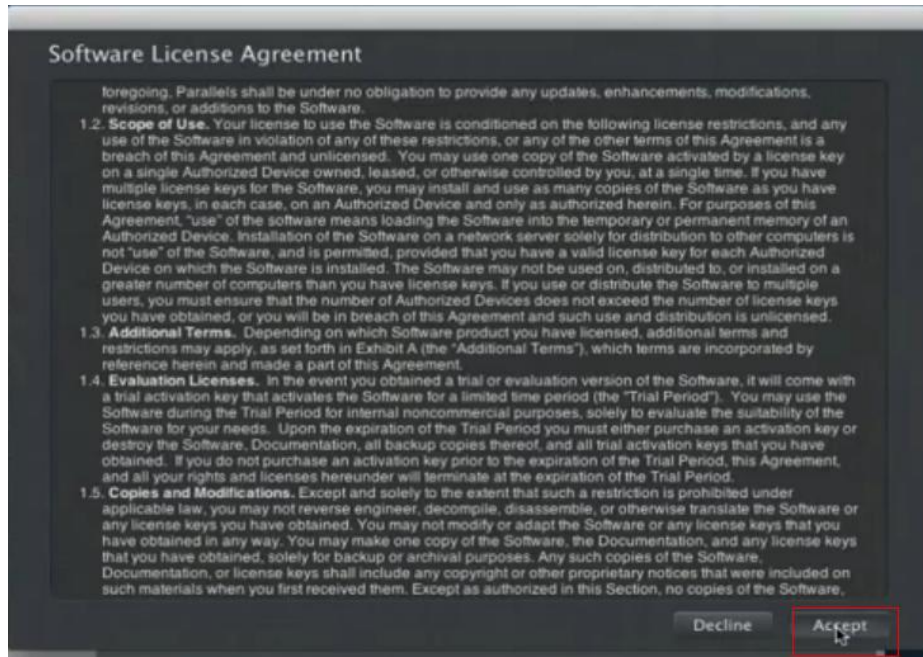 Software License Agreement
foregoing. Parallels shall be under no obligation to provide any updates, enhancements, modifications,
revisions, or additions to the Software.
1.2. Scope of Use. Your license to use the Software is conditioned on the following license restrictions, and any
use of the Software in violation of any of these restrictions, or any of the other terms of this Agreement is a
breach of this Agreement and unlicensed. You may use one copy of the Software activated by a license key
on a single Authorized Device owned, leased, or otherwise controlled by you, at a single time. If you have
multiple license keys for the Software, you may install and use as many copies of the Software as you have
license keys, in each case, on an Authorized Device and only as authorized herein. For purposes of this
Agreement, "use" of the software means loading the Software into the temporary or permanent memory of an
Authorized Device. Installation of the Software on a network server solely for distribution to other computers is
not "use" of the Software, and is permitted, provided that you have a valid license key for each Authorized
Device on which the Software is installed. The Software may not be used on, distributed to, or installed on a
greater number of computers than you have license keys. If you use or distribute the Software to multiple
users, you must ensure that the number of Authorized Devices does not exceed the number of license keys
you have obtained, or you will be in breach of this Agreement and such use and distribution is unlicensed.
1.3. Additional Terms. Depending on which Software product you have licensed, additional terms and
restrictions may apply, as set forth in Exhibit A (the "Additional Terms"), which terms are incorporated by
reference herein and made a part of this Agreement.
1.4. Evaluation Licenses. In the event you obtained a trial or evaluation version of the Software, it will come with
a trial activation key that activates the Software for a limited time period (the "Trial Period"). You may use the
Software during the Trial Period for internal noncommercial purposes, solely to evaluate the suitability of the
Software for your needs. Upon the expiration of the Trial Period you must either purchase an activation key or
destroy the Software, Documentation, all backup copies thereof, and all trial activation keys that you have
obtained. If you do not purchase an activation key prior to the expiration of the Trial Period, this Agreement,
and all your rights and licenses hereunder will terminate at the expiration of the Trial Period.
1.5. Copies and Modifications. Except and solely to the extent that such a restriction is prohibited under
applicable law, you may not reverse engineer, decompile, disassemble, or otherwise translate the Software or
any license keys you have obtained. You may not modify or adapt the Software or any license keys that you
have obtained in any way. You may make one copy of the Software, the Documentation, and any license keys
that you have obtained, solely for backup or archival purposes. Any such copies of the Software,
Documentation, or license keys shall include any copyright or other proprietary notices that were included on
such materials when you first received them. Except as authorized in this Section, no copies of the Software,
Decline
Accept